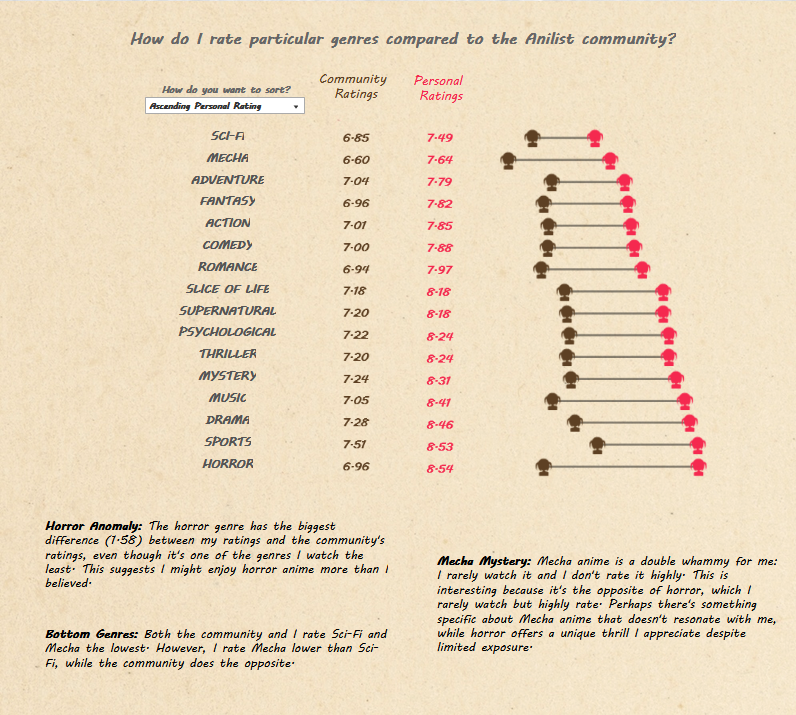 How do I rate particular genres compared to the Anilist community?
How do you want to sort?
Ascending Personal Rating
Community
Ratings
Personal
Ratings
SCI-FI 6.85 7.49
MECHA 6.60 7.64
ADVENTURE 7.04 7.79
FANTASY 6.96 7.82
ACTION 7.01 7.85
COMEDY 7.00 7.88
ROMANCE 6.94 7.97
SLICE OF LIFE 7.18 8.18
SUPERNATURAL 7.20 8.18
PSYCHOLOGICAL 7.22 8.24
THRILLER 7.20 8.24
MYSTERY 7.24 8.31
MUSIC 7.05 8.41
DRAMA 7.28 8.46
SPORTS 7.51 8.53
HORROR 6.96 8.54
Horror Anomaly: The horror genre has the biggest
difference (1.58) between my ratings and the community's
ratings, even though it's one of the genres I watch the
least. This suggests I might enjoy horror anime more than I
believed.
Bottom Genres: Both the community and I rate Sci-Fi and
Mecha the lowest. However, I rate Mecha lower than Sci-
Fi, while the community does the opposite.
Mecha Mystery: Mecha anime is a double whammy for me:
I rarely watch it and I don't rate it highly. This is
interesting because it's the opposite of horror, which I
rarely watch but highly rate. Perhaps there's something
specific about Mecha anime that doesn't resonate with me,
while horror offers a unique thrill I appreciate despite
limited exposure.